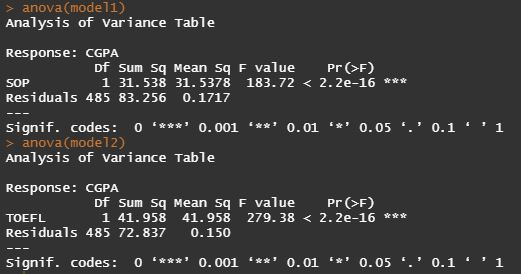 > anova(model1)
Analysis of Variance Table

Response: CGPA
           Df Sum Sq Mean Sq F value    Pr(>F)
SOP         1 31.538 31.5378  183.72 < 2.2e-16 ***
Residuals 485 83.256  0.1717
---
Signif. codes:  0 ‘***’ 0.001 ‘**’ 0.01 ‘*’ 0.05 ‘.’ 0.1 ‘ ’ 1
> anova(model2)
Analysis of Variance Table

Response: CGPA
           Df Sum Sq Mean Sq F value    Pr(>F)
TOEFL       1 41.958  41.958  279.38 < 2.2e-16 ***
Residuals 485 72.837   0.150
---
Signif. codes:  0 ‘***’ 0.001 ‘**’ 0.01 ‘*’ 0.05 ‘.’ 0.1 ‘ ’ 1